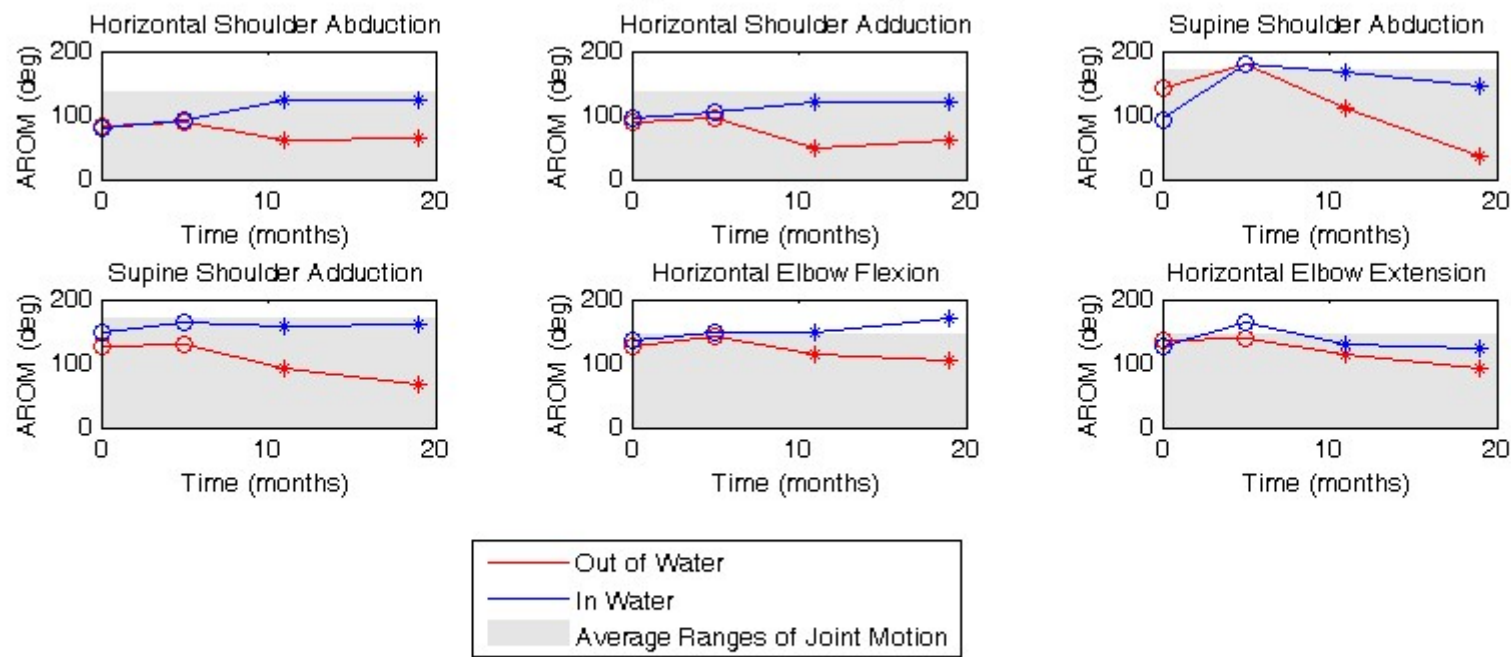 Horizontal Shoulder Abduction
200
100
0
AROM (deg)
0
10
20
Time (months)
Horizontal Shoulder Adduction
200
100
0
AROM (deg)
0
10
20
Time (months)
Supine Shoulder Abduction
200
100
0
AROM (deg)
0
10
20
Time (months)
Supine Shoulder Adduction
200
100
0
AROM (deg)
0
10
20
Time (months)
Horizontal Elbow Flexion
200
100
0
AROM (deg)
0
10
20
Time (months)
Horizontal Elbow Extension
200
100
0
AROM (deg)
0
10
20
Time (months)
Out of Water
In Water
Average Ranges of Joint Motion